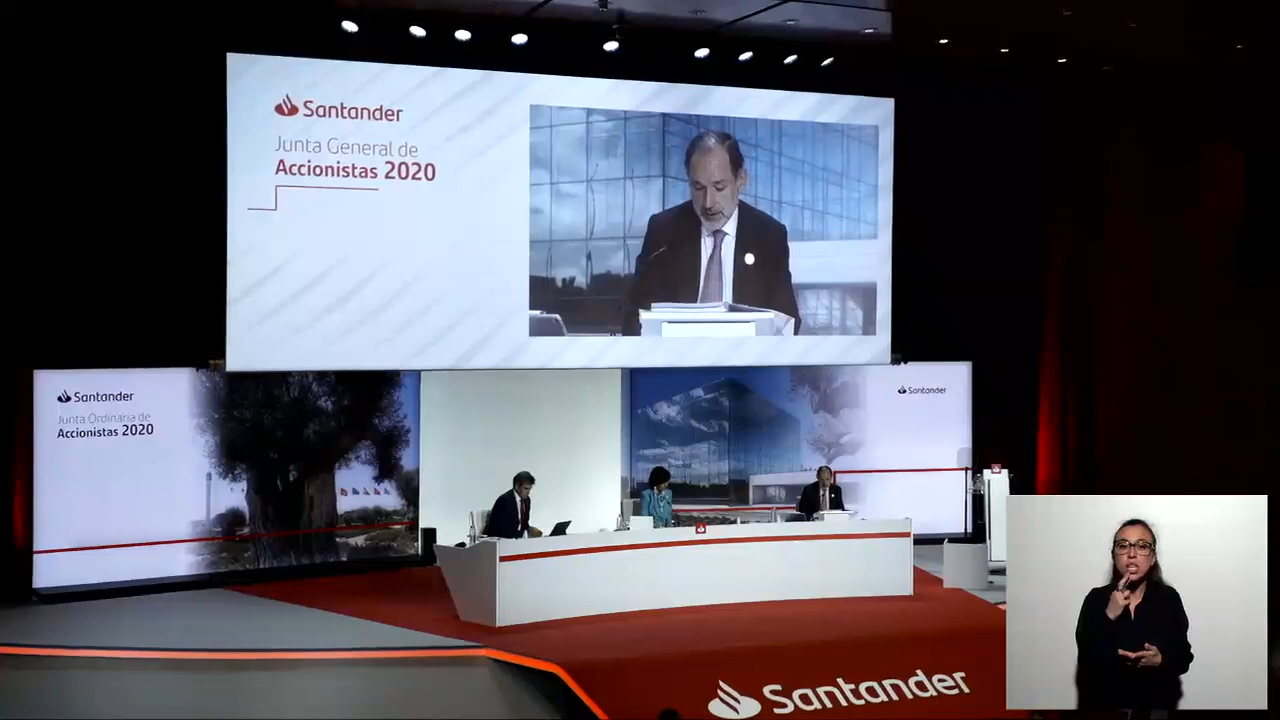 Santander
Junta General de
Accionistas 2020
Santander
Junta Ordinaria de
Accionistas 2020
Santander
Santander